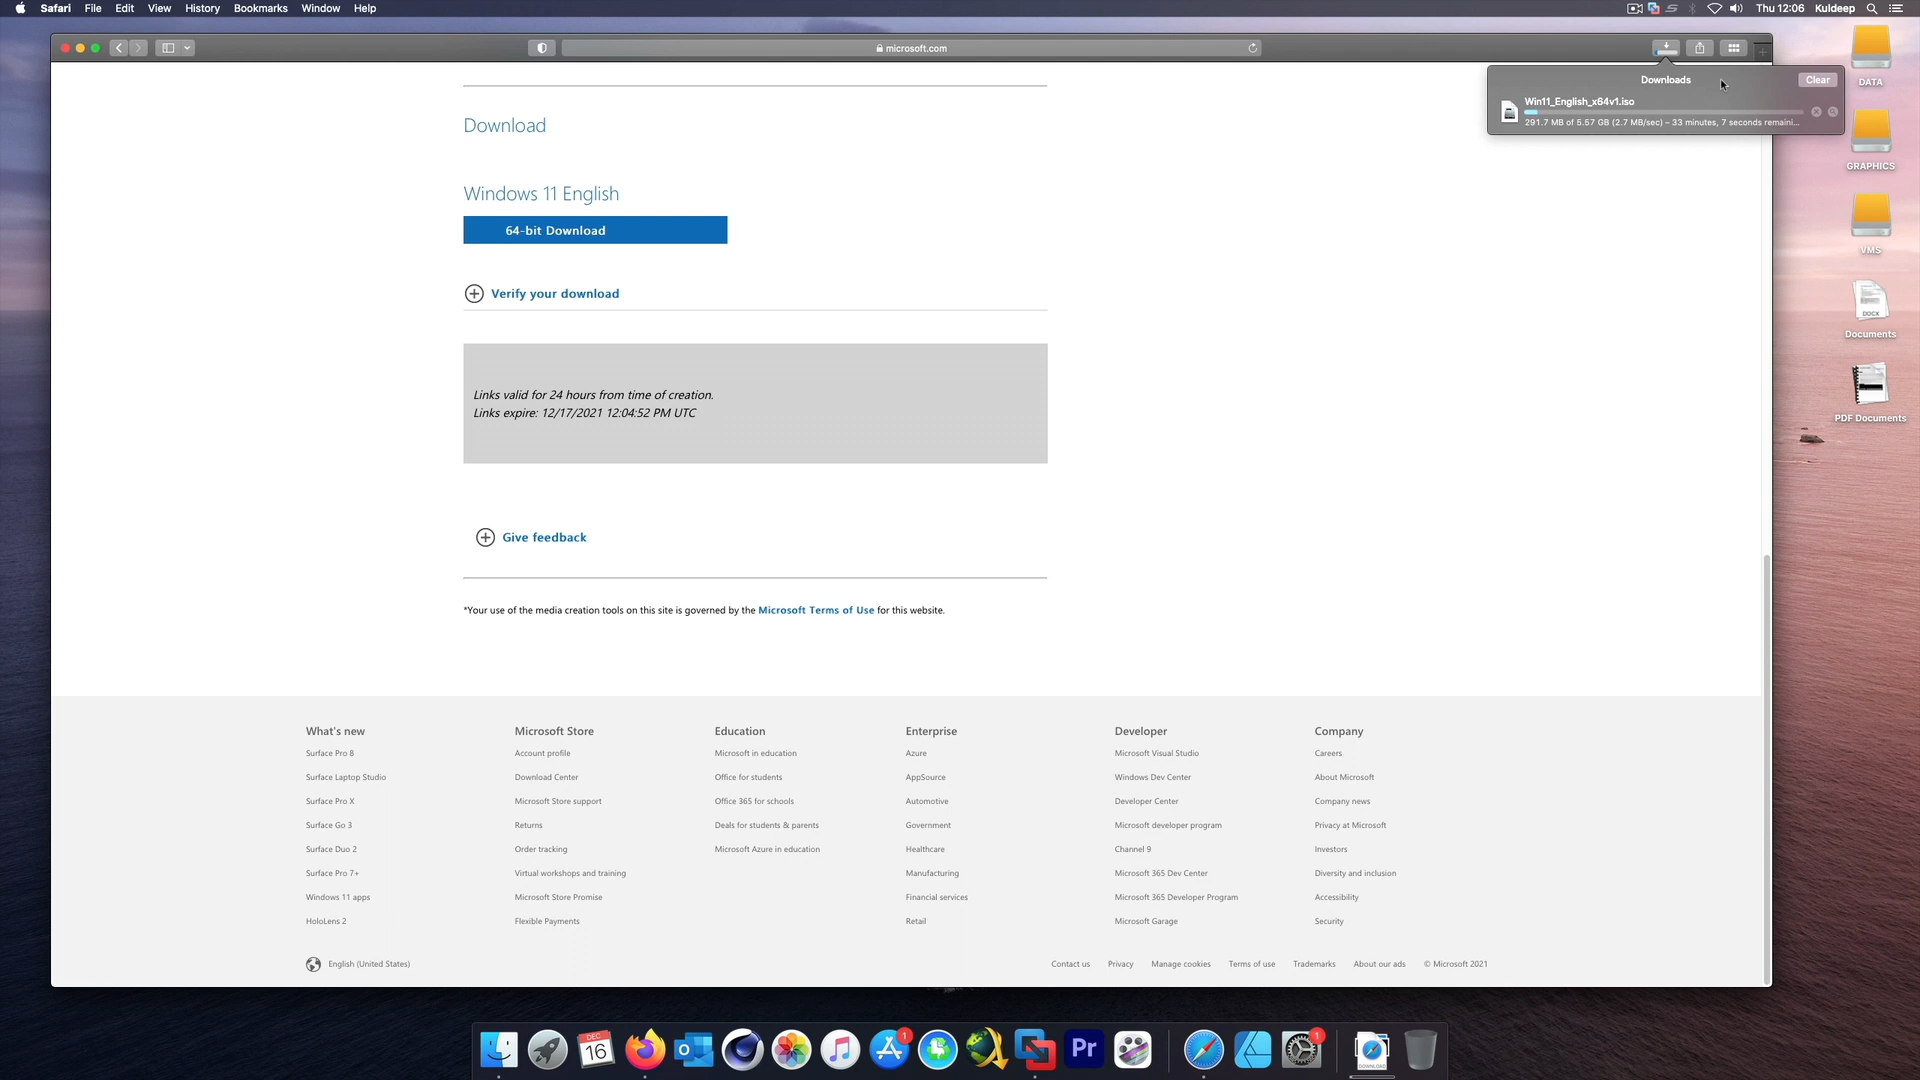 Safari File Edit View History Bookmarks Window Help
Thu 12:06 Kuldeep
microsoft.com
Downloads
Clear
Win11_English_x64v1.iso
291.7 MB of 5.57 GB (2.7 MB/sec) – 33 minutes, 7 seconds remaini...
DATA
GRAPHICS
VMS
DOCX
Documents
PDF Documents
Download
Windows 11 English
64-bit Download
Verify your download
Links valid for 24 hours from time of creation.
Links expire: 12/17/2021 12:04:52 PM UTC
Give feedback
*Your use of the media creation tools on this site is governed by the Microsoft Terms of Use for this website.
What's new
Surface Pro 8
Surface Laptop Studio
Surface Pro X
Surface Go 3
Surface Duo 2
Surface Pro 7+
Windows 11 apps
HoloLens 2
Microsoft Store
Account profile
Download Center
Microsoft Store support
Returns
Order tracking
Virtual workshops and training
Microsoft Store Promise
Flexible Payments
Education
Microsoft in education
Office for students
Office 365 for schools
Deals for students & parents
Microsoft Azure in education
Enterprise
Azure
AppSource
Automotive
Government
Healthcare
Manufacturing
Financial services
Retail
Developer
Microsoft Visual Studio
Windows Dev Center
Developer Center
Microsoft developer program
Channel 9
Microsoft 365 Dev Center
Microsoft 365 Developer Program
Microsoft Garage
Company
Careers
About Microsoft
Company news
Privacy at Microsoft
Investors
Diversity and inclusion
Accessibility
Security
English (United States)
Contact us Privacy Manage cookies Terms of use Trademarks About our ads © Microsoft 2021
DEC
16
1
Pr
1
DOWNLOAD